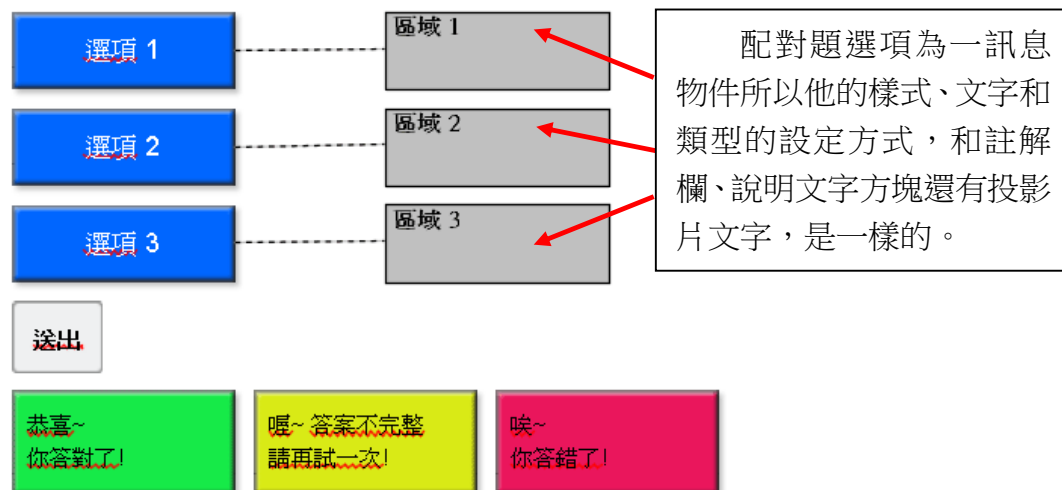 選項 1
區域 1
選項 2
區域 2
選項 3
區域 3
配對題選項為一訊息
物件所以他的樣式、文字和
類型的設定方式，和註解
欄、說明文字方塊還有投影
片文字，是一樣的。
送出
恭喜~
你答對了!
喔~ 答案不完整
請再試一次!
唉~
你答錯了!